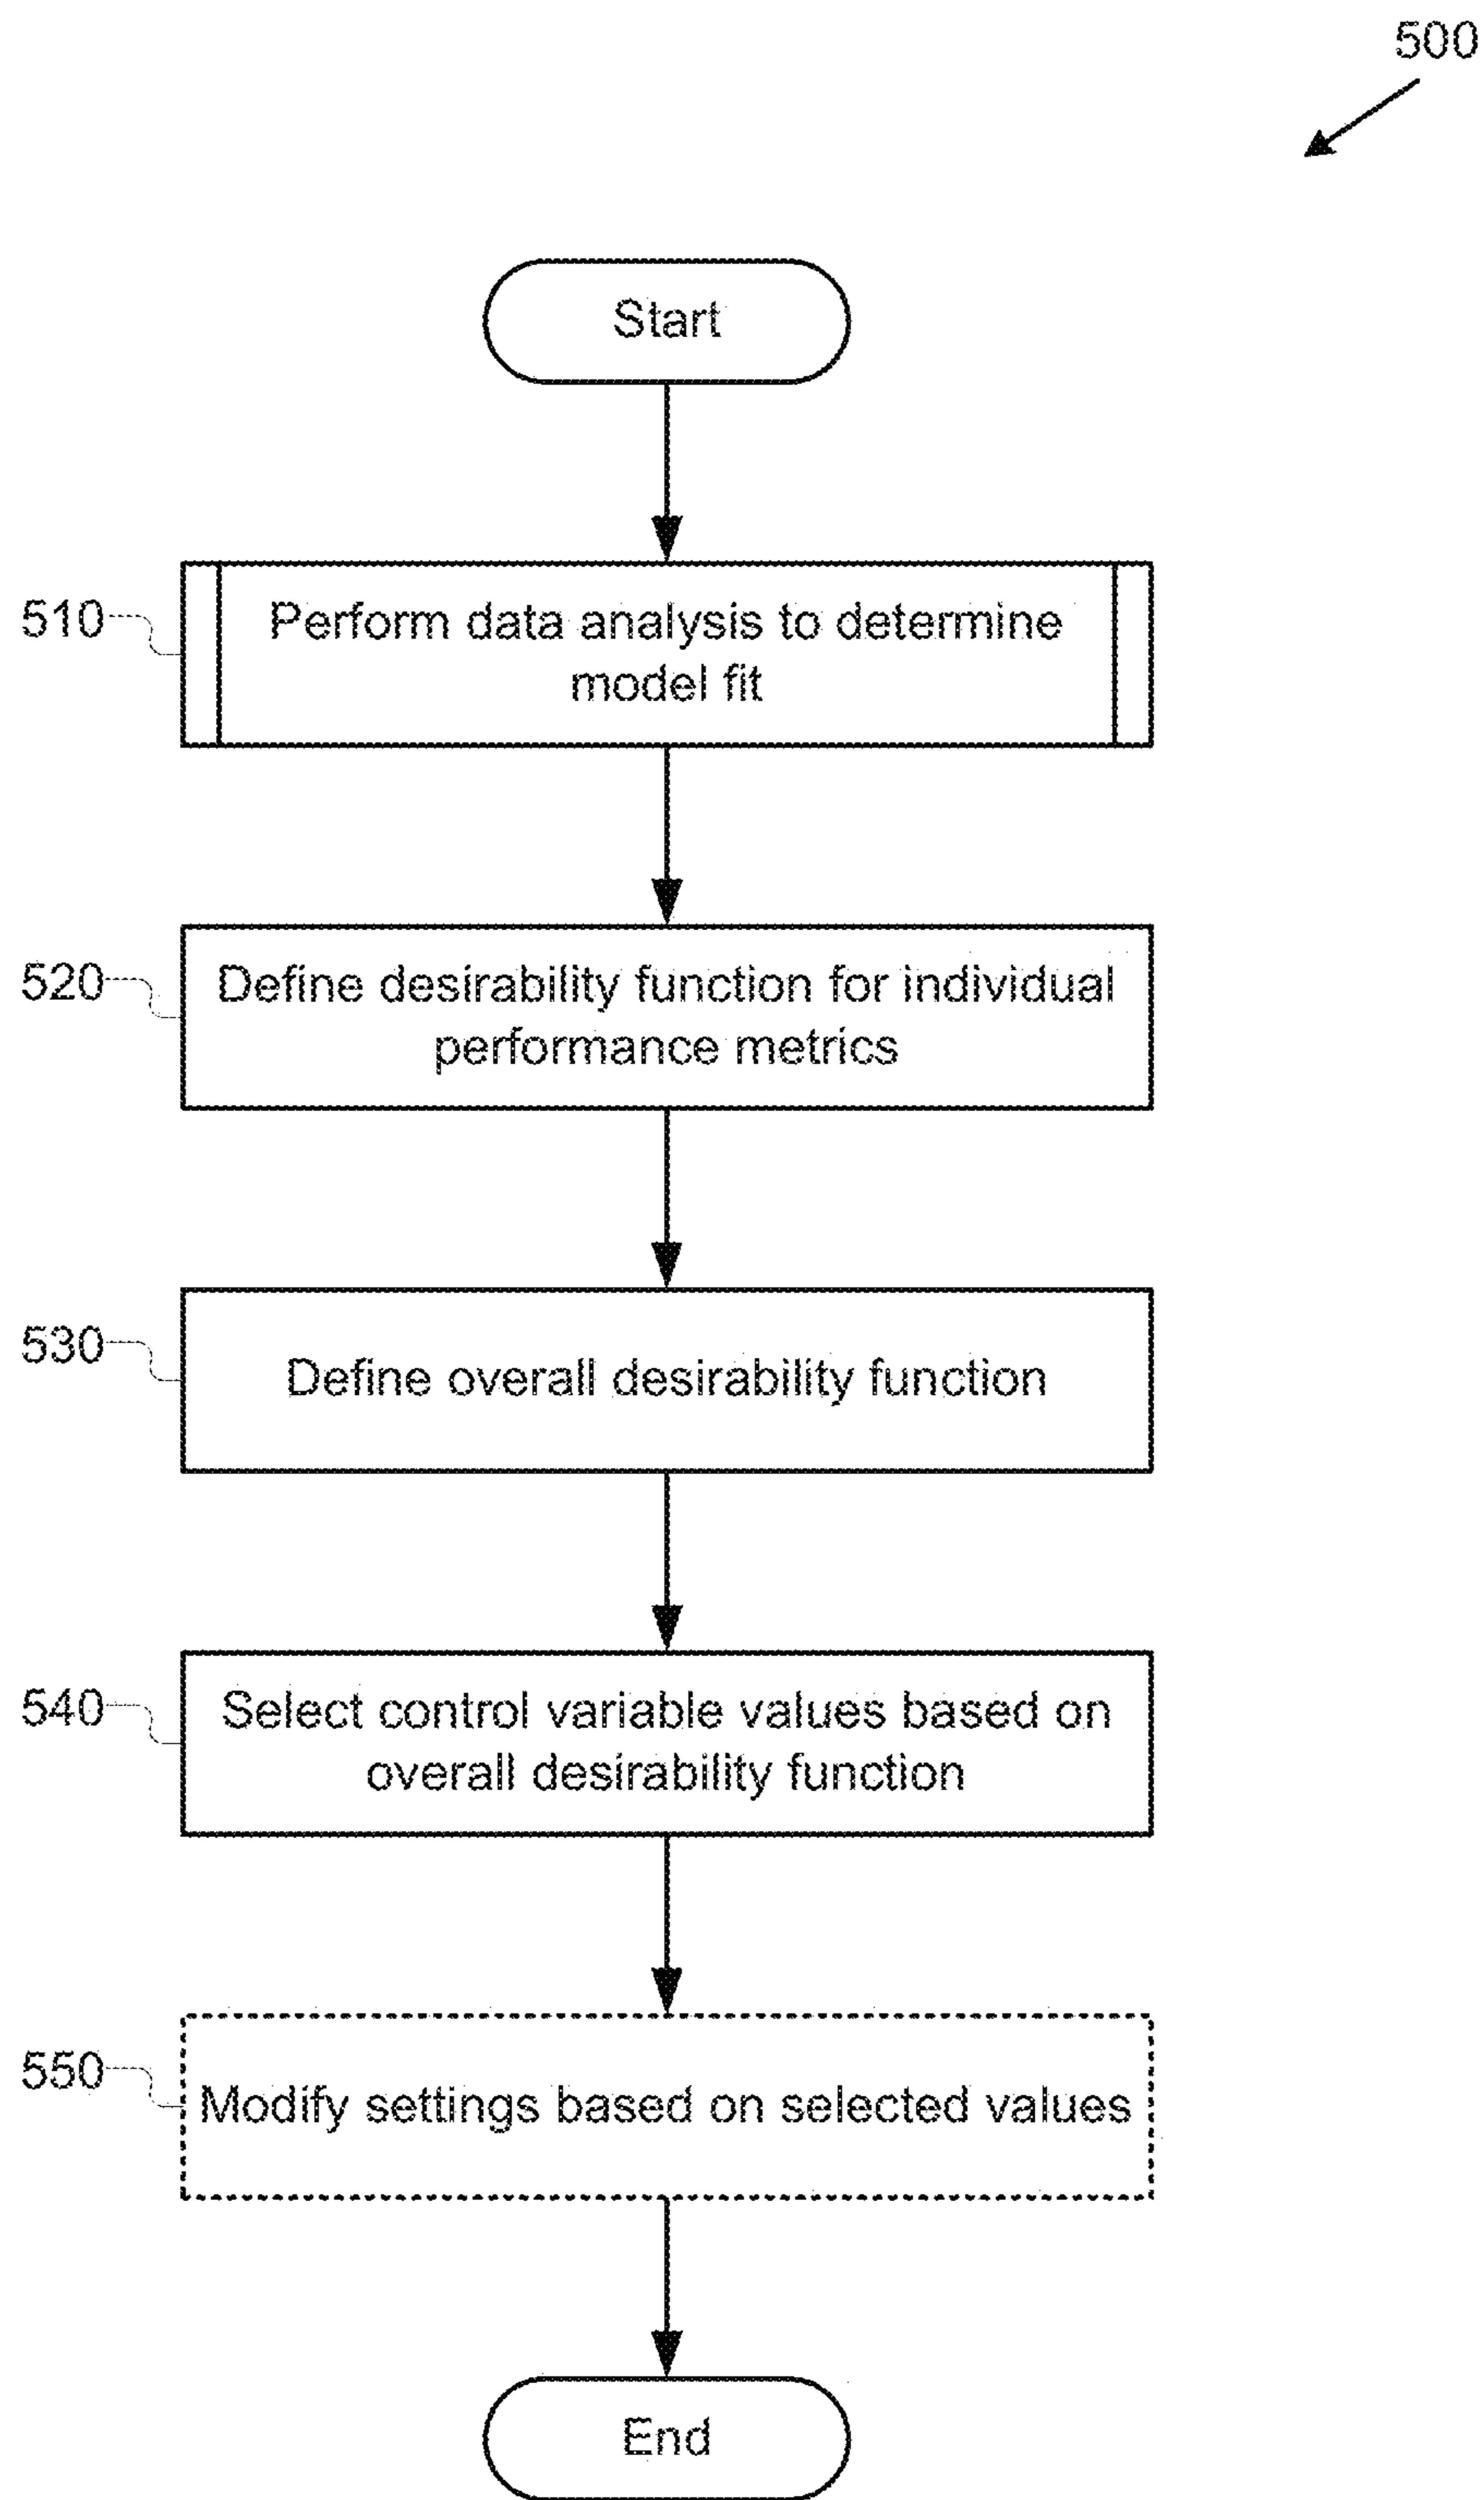 500
Start
510
Perform data analysis to determine
model fit
520
Define desirability function for individual
performance metrics
530
Define overall desirability function
540
Select control variable values based on
overall desirability function
550
Modify settings based on selected values
End